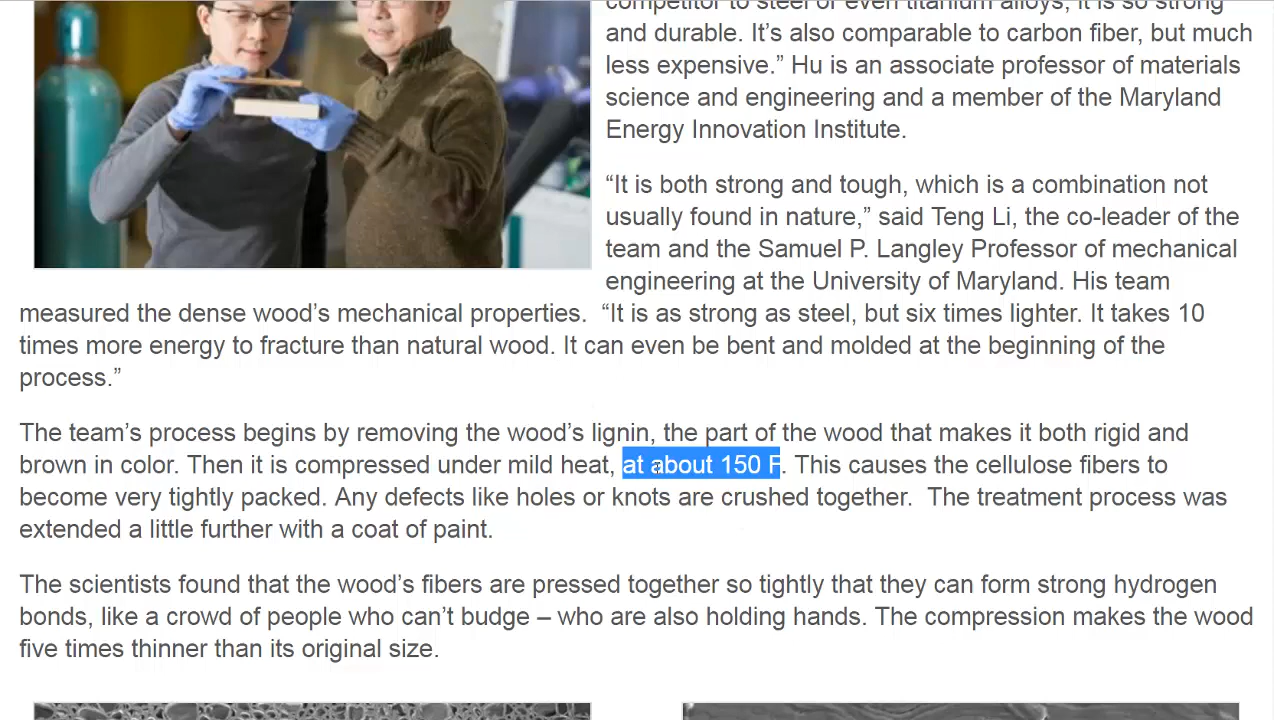 competitor to steel or even titanium alloys, it is so strong
and durable. It’s also comparable to carbon fiber, but much
less expensive.” Hu is an associate professor of materials
science and engineering and a member of the Maryland
Energy Innovation Institute.
“It is both strong and tough, which is a combination not
usually found in nature,” said Teng Li, the co-leader of the
team and the Samuel P. Langley Professor of mechanical
engineering at the University of Maryland. His team
measured the dense wood’s mechanical properties.  “It is as strong as steel, but six times lighter. It takes 10
times more energy to fracture than natural wood. It can even be bent and molded at the beginning of the
process.”
The team’s process begins by removing the wood’s lignin, the part of the wood that makes it both rigid and
brown in color. Then it is compressed under mild heat, at about 150 F. This causes the cellulose fibers to
become very tightly packed. Any defects like holes or knots are crushed together.  The treatment process was
extended a little further with a coat of paint.
The scientists found that the wood’s fibers are pressed together so tightly that they can form strong hydrogen
bonds, like a crowd of people who can’t budge – who are also holding hands. The compression makes the wood
five times thinner than its original size.